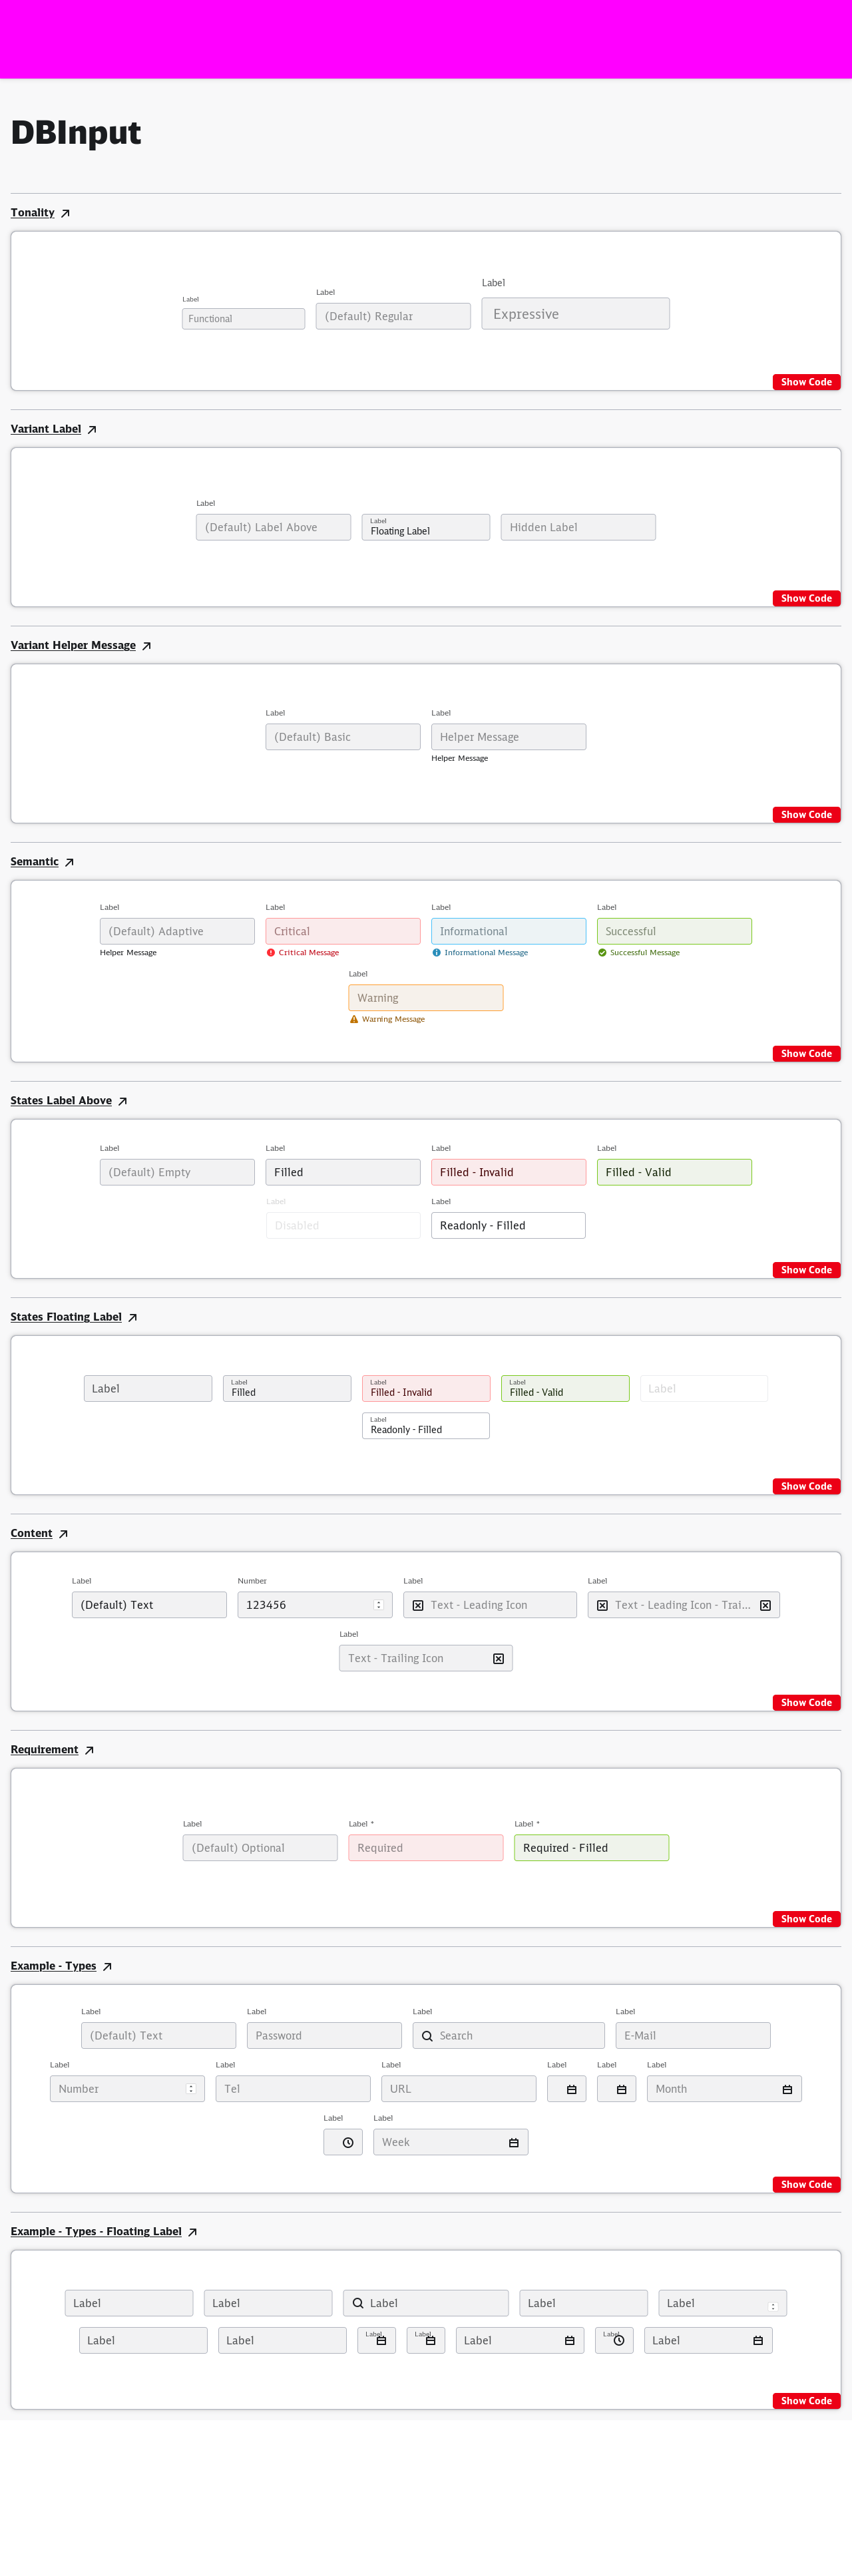 DBInput
Tonality
Label
Label
Label
Functional
(Default) Regular
Expressive
Show Code
Variant Label
Label
(Default) Label Above
Label
Floating Label
Hidden Label
Show Code
Variant Helper Message
Label
Label
(Default) Basic
Helper Message
Helper Message
Show Code
Semantic
Label
Label
Label
Label
(Default) Adaptive
Critical
Informational
Successful
Helper Message
Critical Message
Informational Message
Successful Message
Label
Warning
Warning Message
Show Code
States Label Above
Label
Label
Label
Label
(Default) Empty
Filled
Filled - Invalid
Filled - Valid
Label
Label
Disabled
Readonly - Filled
Show Code
States Floating Label
Label
Label
Filled
Label
Filled - Invalid
Label
Filled - Valid
Label
Label
Readonly - Filled
Show Code
Content
Label
Number
Label
Label
(Default) Text
123456
Text - Leading Icon
Text - Leading Icon - Trai...
Label
Text - Trailing Icon
Show Code
Requirement
Label
Label *
Label *
(Default) Optional
Required
Required - Filled
Show Code
Example - Types
Label
Label
Label
Label
(Default) Text
Password
Search
E-Mail
Label
Label
Label
Label
Label
Label
Number
Tel
URL
Month
Label
Label
Week
Show Code
Example - Types - Floating Label
Label
Label
Label
Label
Label
Label
Label
Label
Label
Label
Label
Label
Show Code